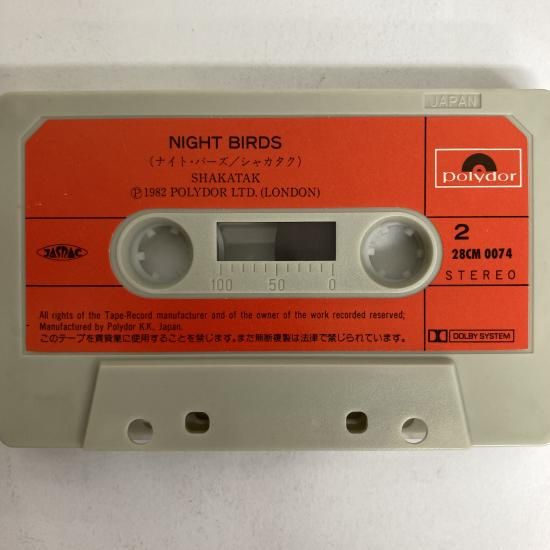 JAPAN
NIGHT BIRDS
(ナイト・バーズ/シャカタク)
SHAKATAK
Ⓟ1982 POLYDOR LTD. (LONDON)
polydor
2
28CM 0074
STEREO
JASRAC
100 50 0
All rights of the Tape-Record manufacturer and of the owner of the work recorded reserved;
Manufactured by Polydor K.K., Japan.
このテープを賃貸業に使用することを禁じます。また無断複製は法律で禁じられています。
DOLBY SYSTEM